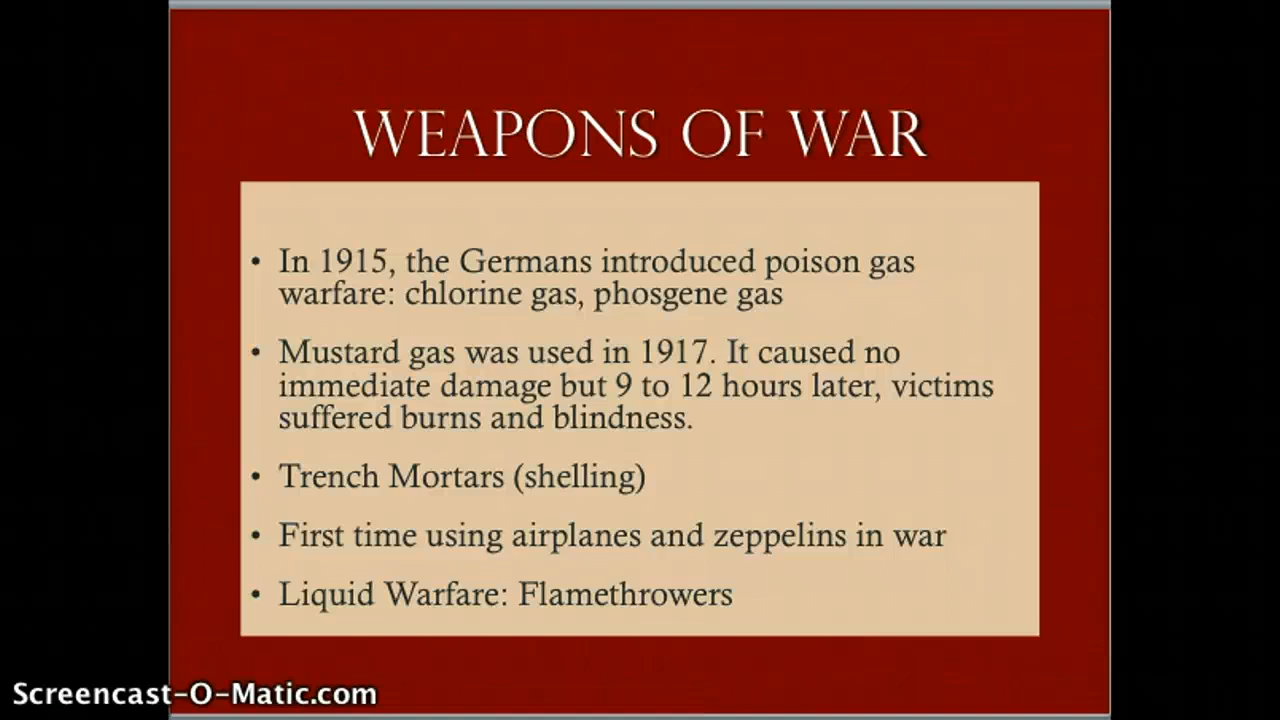 WEAPONS OF WAR
• In 1915, the Germans introduced poison gas
warfare: chlorine gas, phosgene gas
• Mustard gas was used in 1917. It caused no
immediate damage but 9 to 12 hours later, victims
suffered burns and blindness.
• Trench Mortars (shelling)
• First time using airplanes and zeppelins in war
• Liquid Warfare: Flamethrowers
Screencast-O-Matic.com